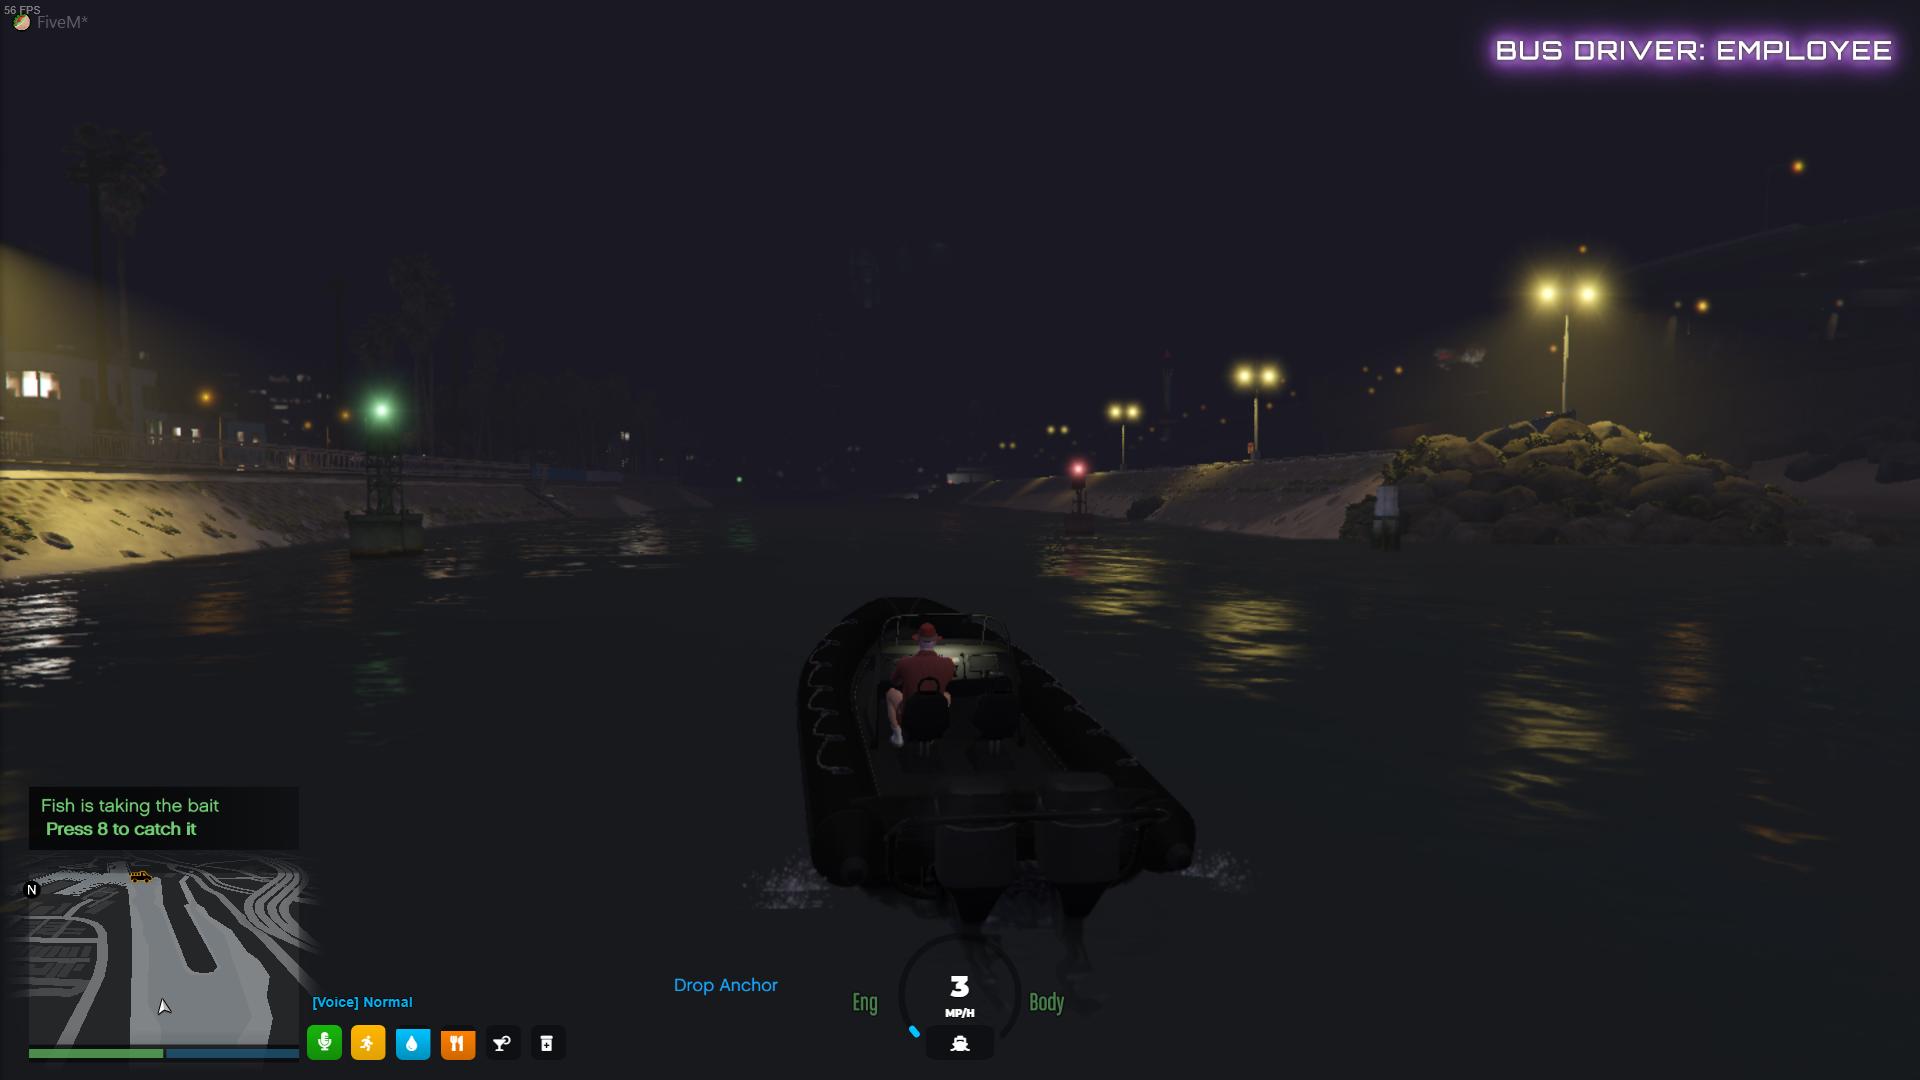 56 FPS
FiveM*
BUS DRIVER: EMPLOYEE
Fish is taking the bait
Press 8 to catch it
N
[Voice] Normal
Drop Anchor
Eng
3
MP/H
Body